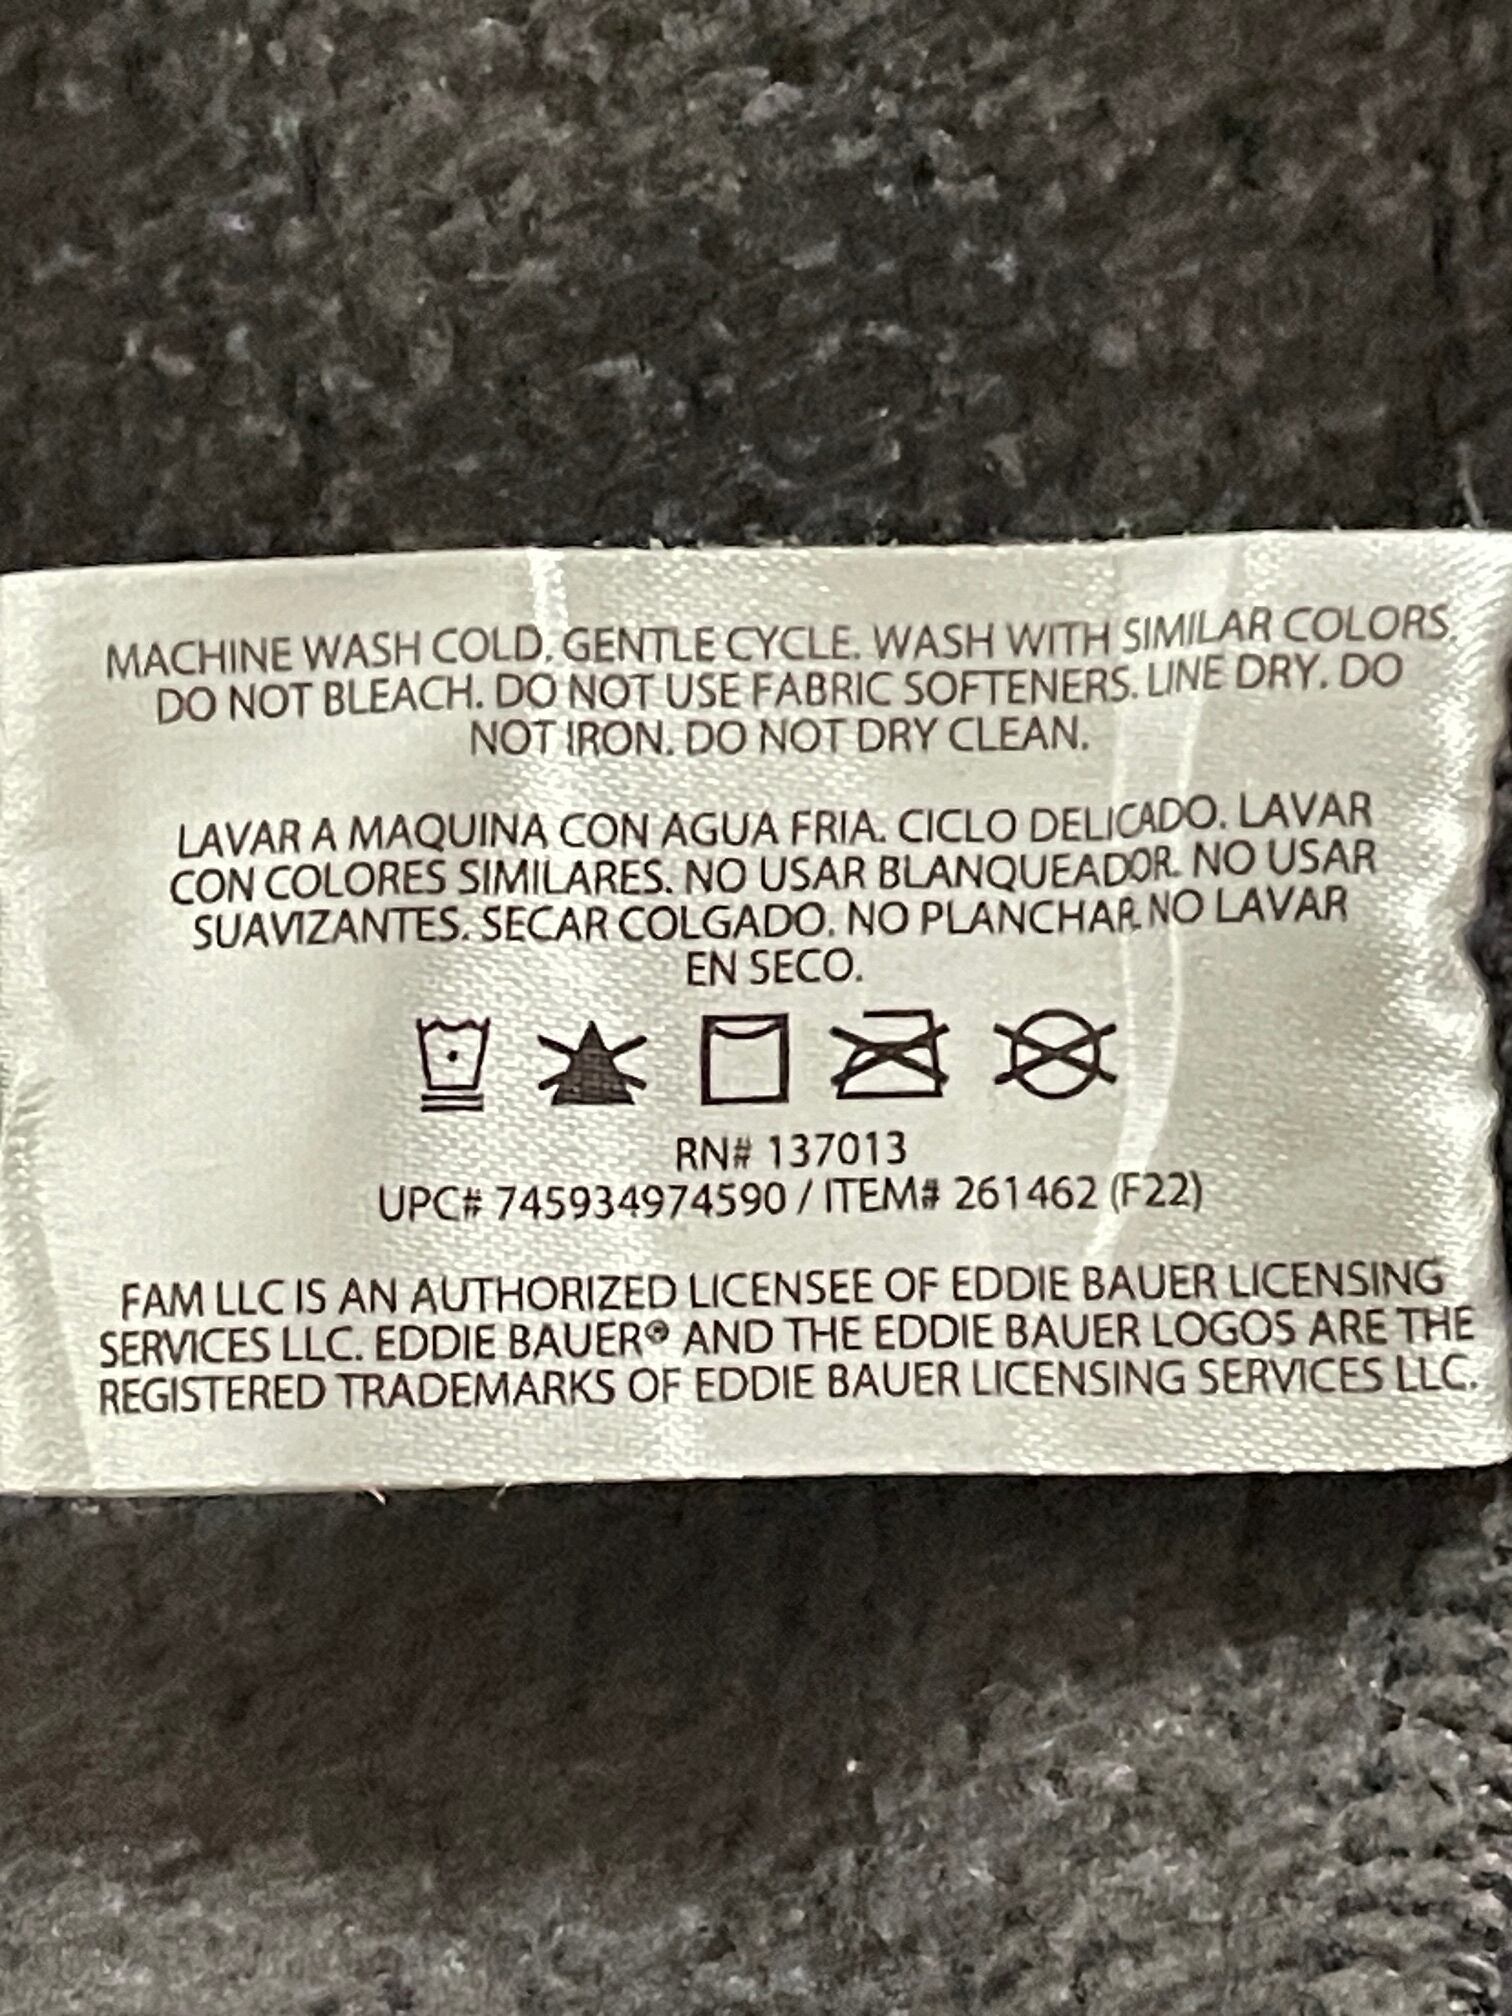 MACHINE WASH COLD. GENTLE CYCLE. WASH WITH SIMILAR COLORS.
DO NOT BLEACH. DO NOT USE FABRIC SOFTENERS. LINE DRY. DO
NOT IRON. DO NOT DRY CLEAN.
LAVAR A MAQUINA CON AGUA FRIA. CICLO DELICADO. LAVAR
CON COLORES SIMILARES. NO USAR BLANQUEADOR. NO USAR
SUAVIZANTES. SECAR COLGADO. NO PLANCHAR. NO LAVAR
EN SECO.
RN# 137013
UPC# 745934974590 / ITEM# 261462 (F22)
FAM LLC IS AN AUTHORIZED LICENSEE OF EDDIE BAUER LICENSING
SERVICES LLC. EDDIE BAUER® AND THE EDDIE BAUER LOGOS ARE THE
REGISTERED TRADEMARKS OF EDDIE BAUER LICENSING SERVICES LLC.